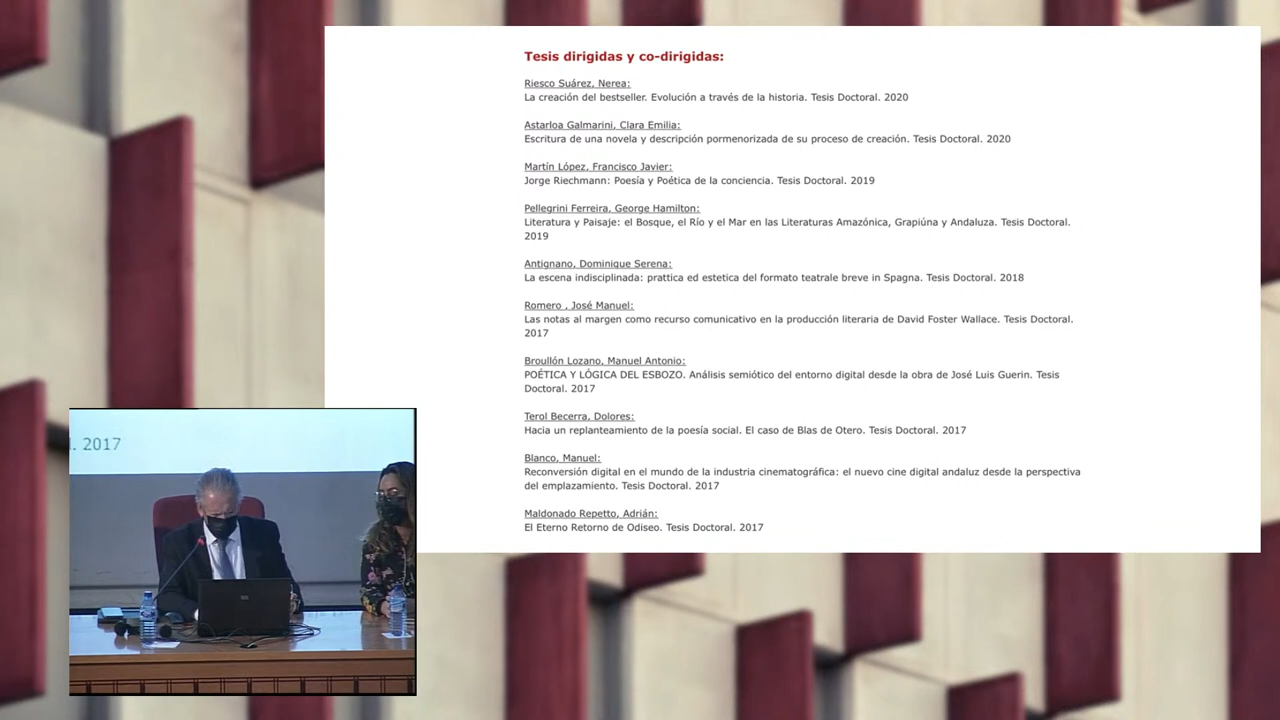 Tesis dirigidas y co-dirigidas:
Riesco Suárez, Nerea:
La creación del bestseller. Evolución a través de la historia. Tesis Doctoral. 2020
Astarloa Galmarini, Clara Emilia:
Escritura de una novela y descripción pormenorizada de su proceso de creación. Tesis Doctoral. 2020
Martín López, Francisco Javier:
Jorge Riechmann: Poesía y Poética de la conciencia. Tesis Doctoral. 2019
Pellegrini Ferreira, George Hamilton:
Literatura y Paisaje: el Bosque, el Río y el Mar en las Literaturas Amazónica, Grapiúna y Andaluza. Tesis Doctoral.
2019
Antignano, Dominique Serena:
La escena indisciplinada: prattica ed estetica del formato teatrale breve in Spagna. Tesis Doctoral. 2018
Romero , José Manuel:
Las notas al margen como recurso comunicativo en la producción literaria de David Foster Wallace. Tesis Doctoral.
2017
Broullón Lozano, Manuel Antonio:
POÉTICA Y LÓGICA DEL ESBOZO. Análisis semiótico del entorno digital desde la obra de José Luis Guerin. Tesis
Doctoral. 2017
Terol Becerra, Dolores:
Hacia un replanteamiento de la poesía social. El caso de Blas de Otero. Tesis Doctoral. 2017
Blanco, Manuel:
Reconversión digital en el mundo de la industria cinematográfica: el nuevo cine digital andaluz desde la perspectiva
del emplazamiento. Tesis Doctoral. 2017
Maldonado Repetto, Adrián:
El Eterno Retorno de Odiseo. Tesis Doctoral. 2017
l. 2017